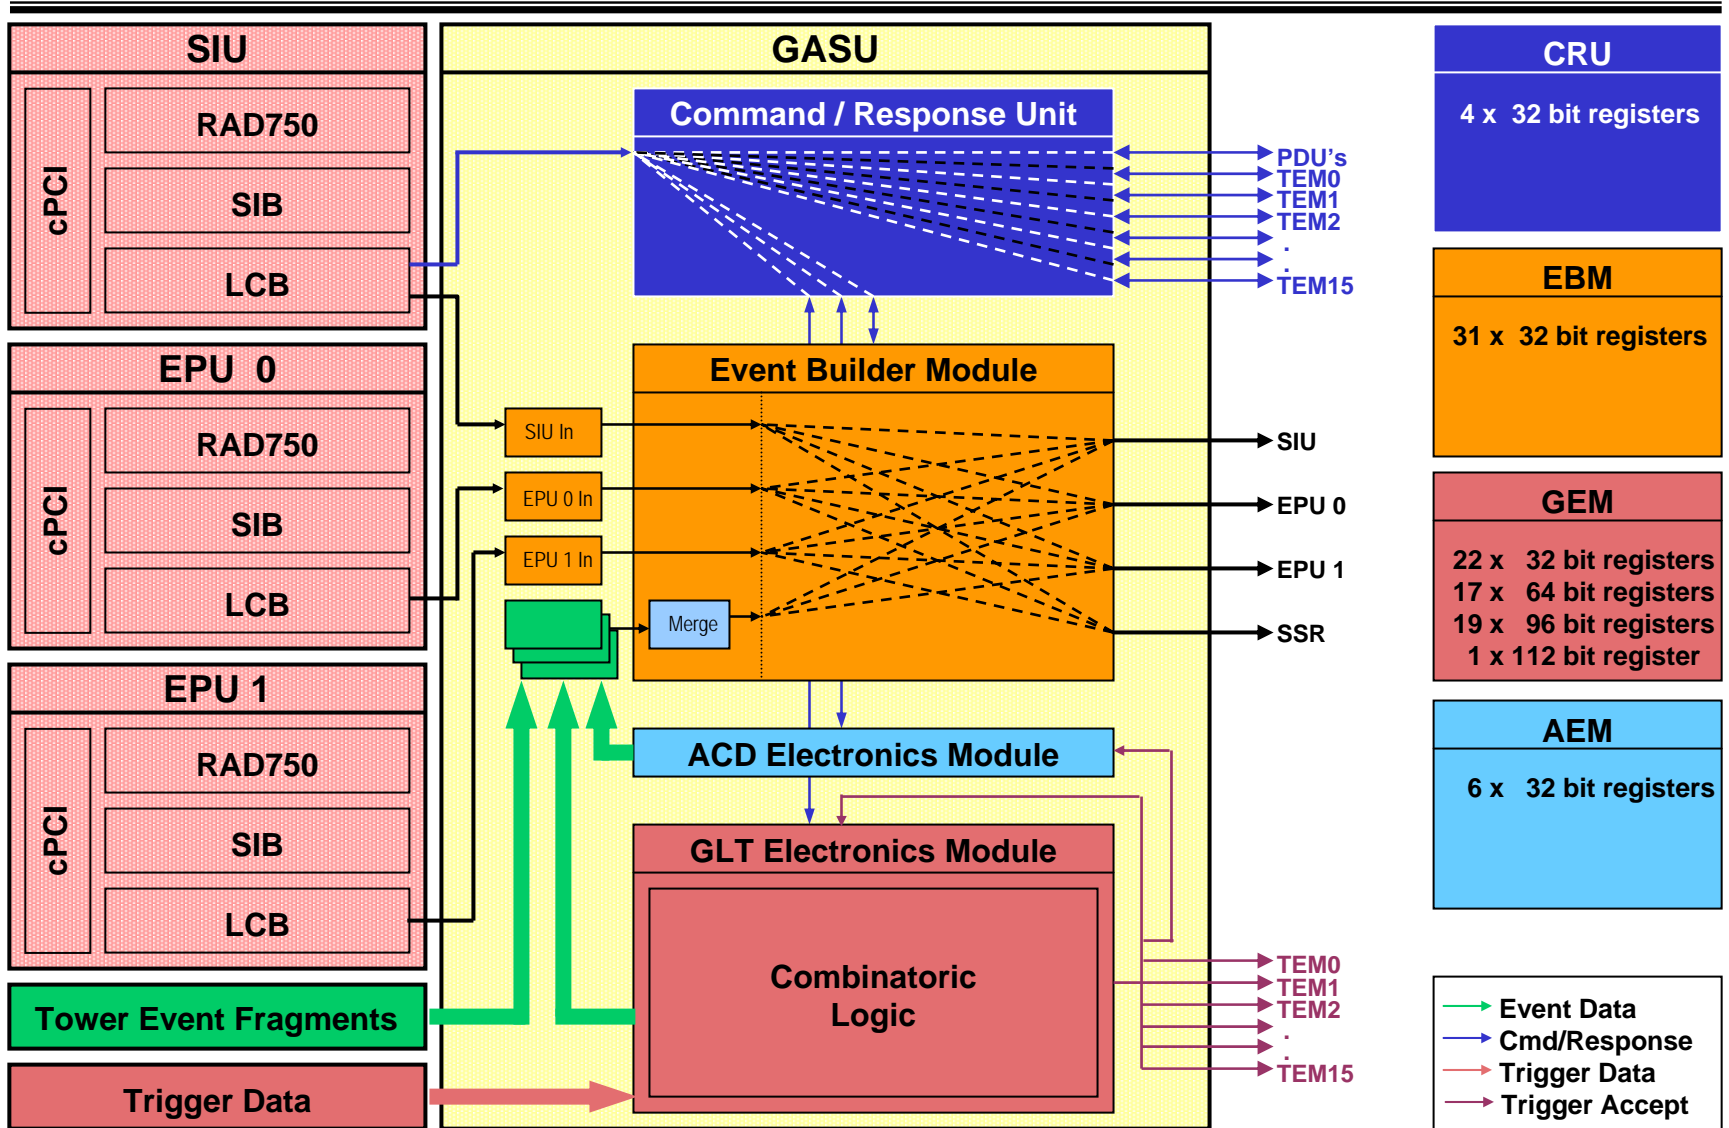 SIU
cPCI
RAD750
SIB
LCB
EPU 0
cPCI
RAD750
SIB
LCB
EPU 1
cPCI
RAD750
SIB
LCB
Tower Event Fragments
Trigger Data
GASU
Command / Response Unit
PDU's
TEM0
TEM1
TEM2
.
.
TEM15
Event Builder Module
SIU In
EPU 0 In
EPU 1 In
Merge
SIU
EPU 0
EPU 1
SSR
ACD Electronics Module
GLT Electronics Module
Combinatoric
Logic
TEM0
TEM1
TEM2
.
.
TEM15
CRU
4 x 32 bit registers
EBM
31 x 32 bit registers
GEM
22 x 32 bit registers
17 x 64 bit registers
19 x 96 bit registers
1 x 112 bit register
AEM
6 x 32 bit registers
Event Data
Cmd/Response
Trigger Data
Trigger Accept